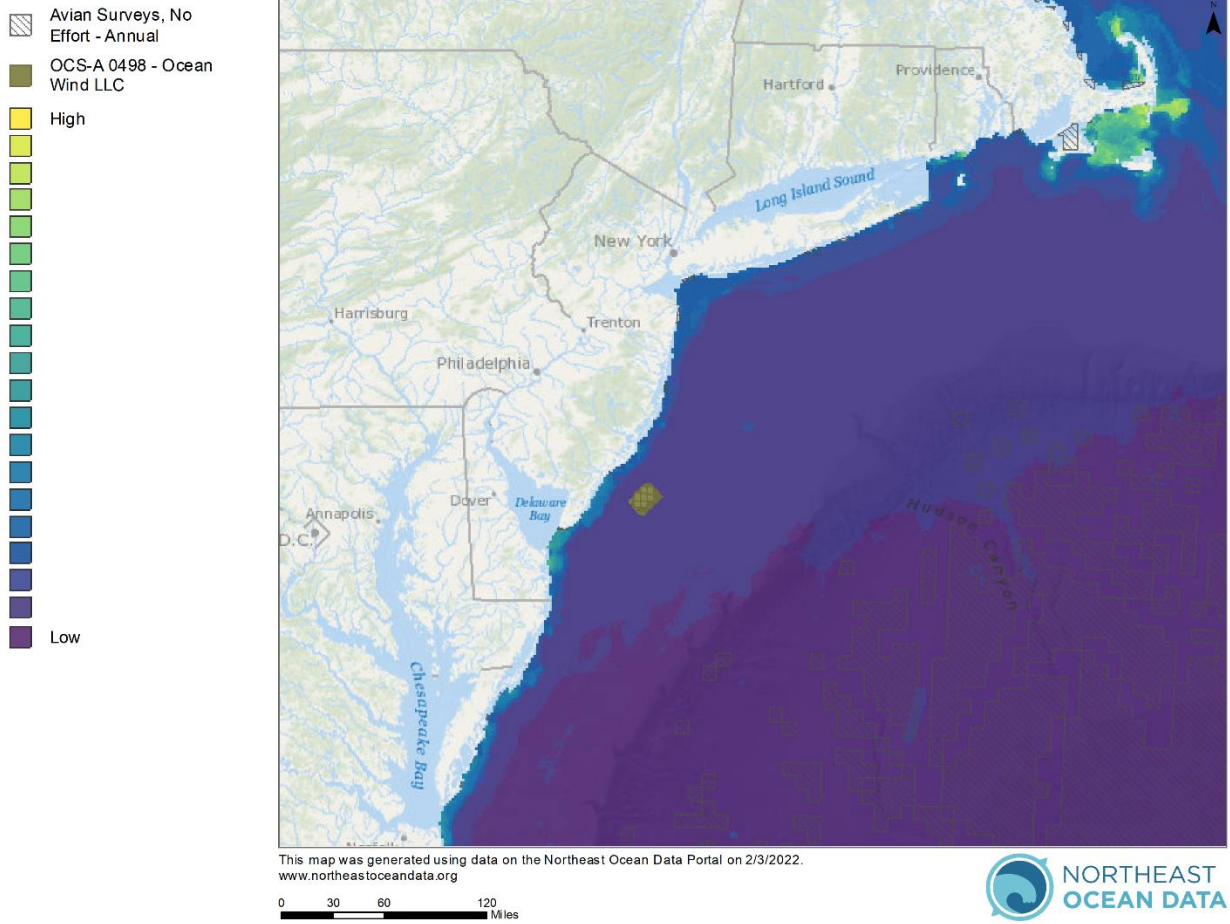 Avian Surveys, No
Effort - Annual
OCS-A 0498 - Ocean
Wind LLC
High
Low
N
Hartford
Providence
Long Island Sound
New York
Harrisburg
Trenton
Philadelphia
Dover
Delaware
Bay
Annapolis
D.C.
Hudson Canyon
Chesapeake Bay
This map was generated using data on the Northeast Ocean Data Portal on 2/3/2022.
www.northeastoceandata.org
0 30 60 120
Miles
NORTHEAST
OCEAN DATA